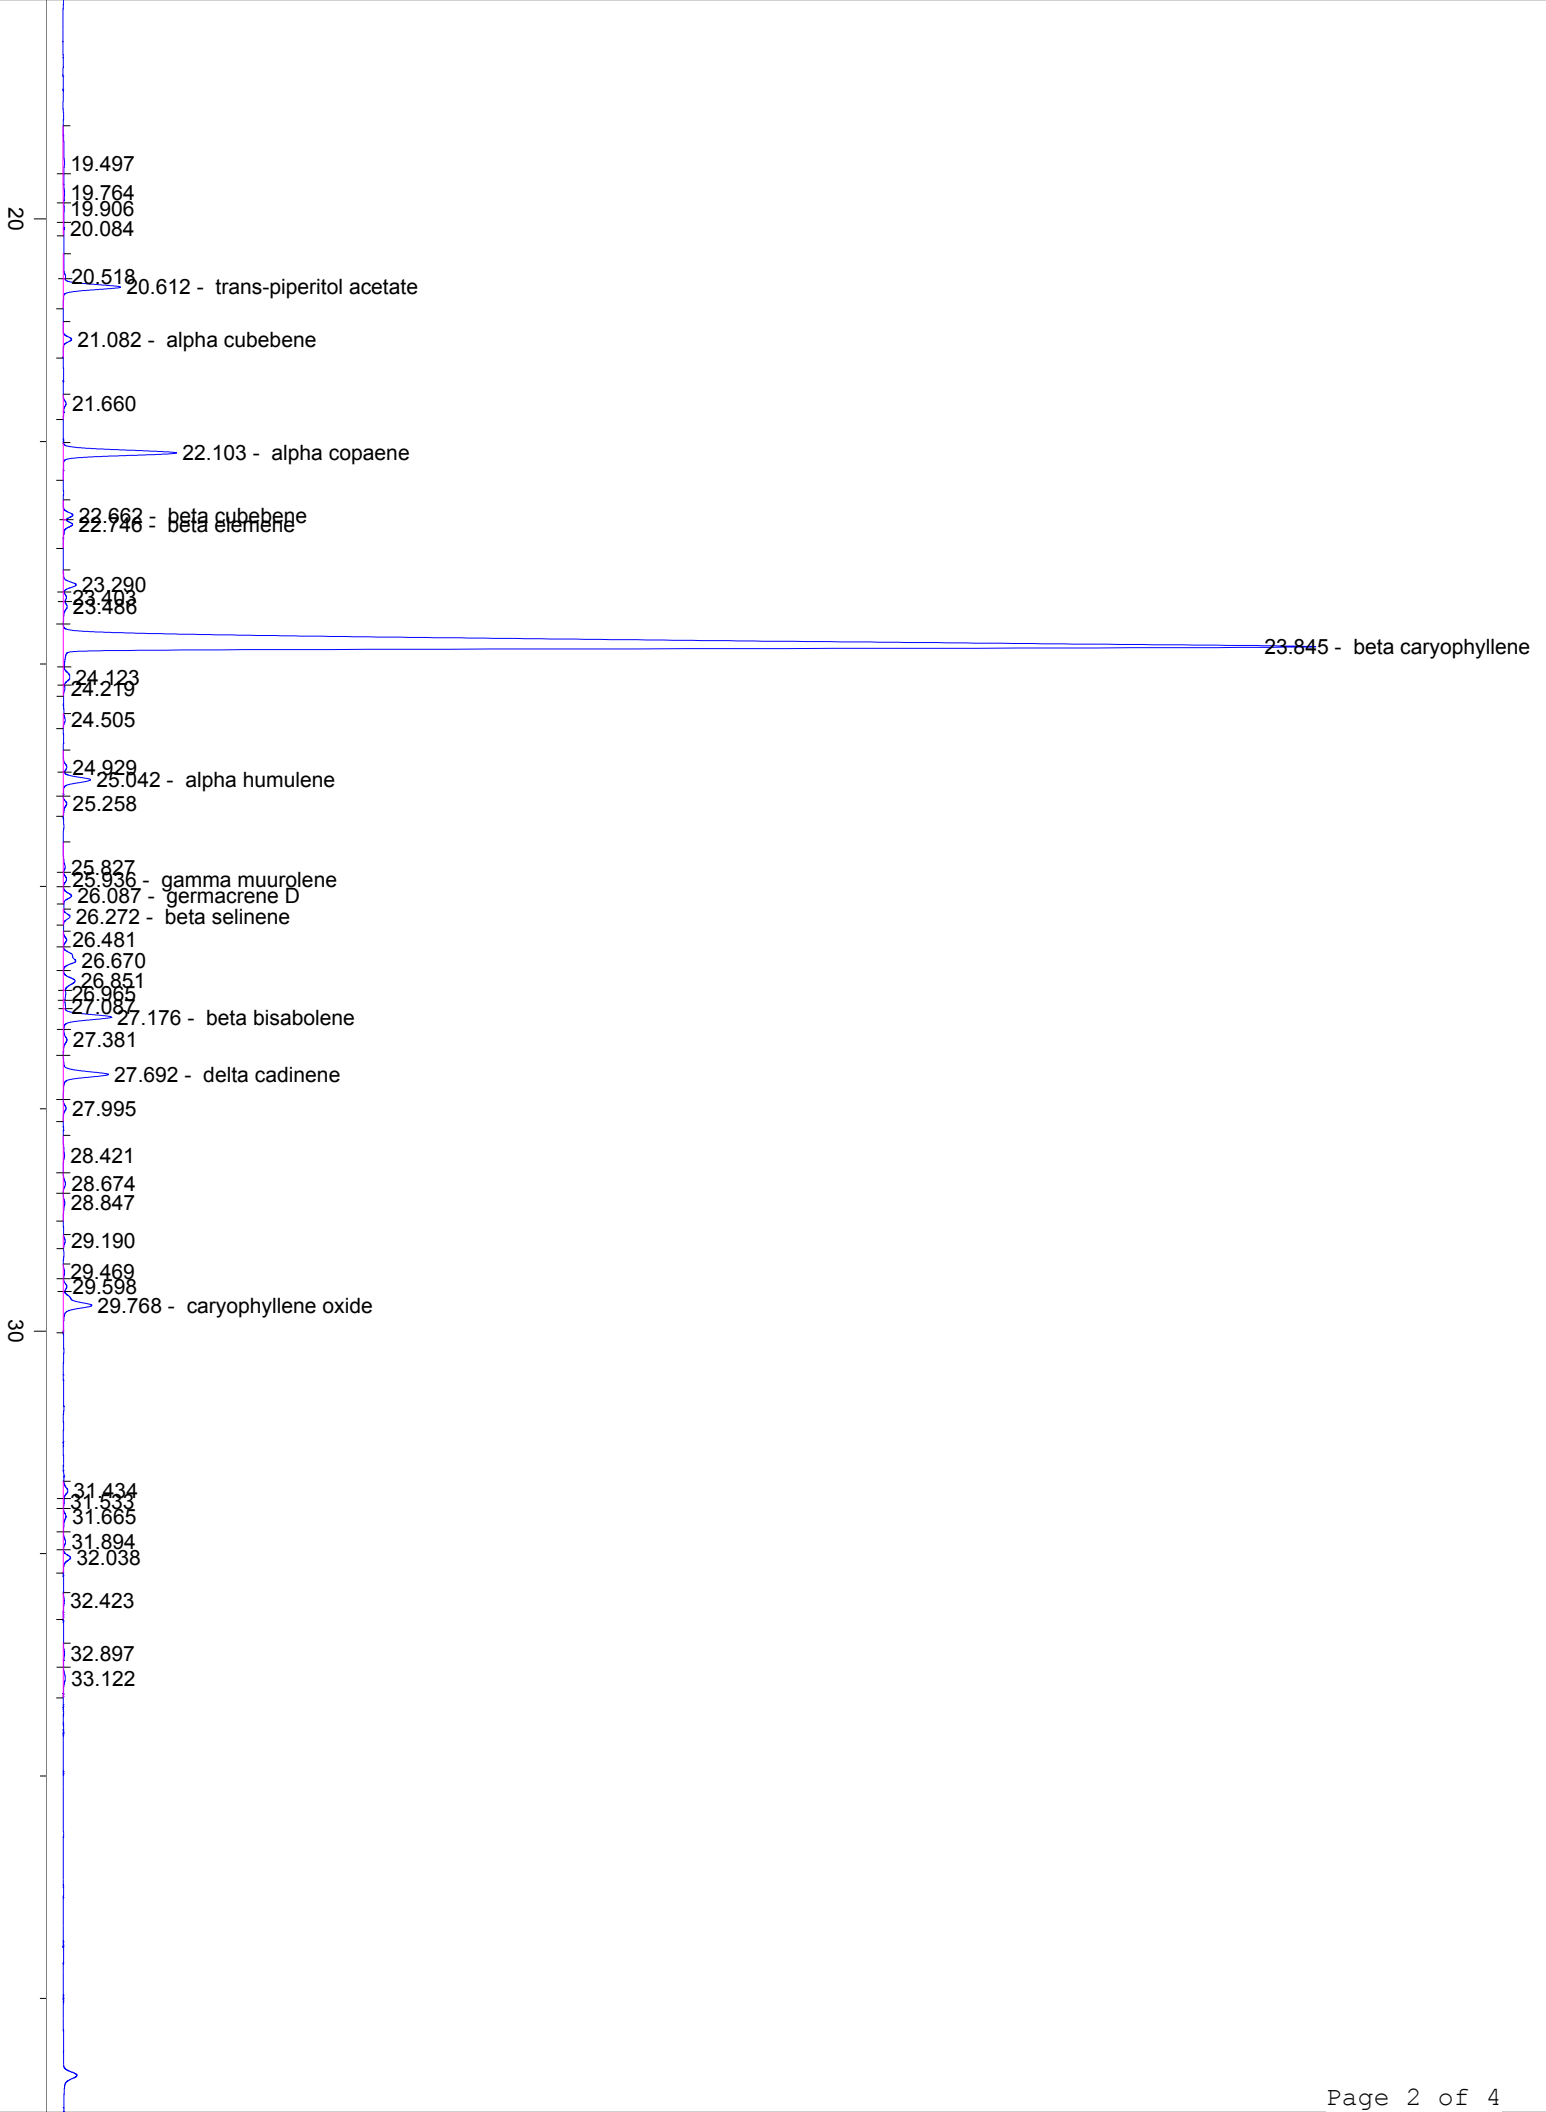 19.497
19.764
19.906
20
20.084
20.518
20.612 - trans-piperitol acetate
21.082 - alpha cubebene
21.660
22.103 - alpha copaene
22.662 - beta cubebene
22.746 - beta elemene
23.290
23.403
23.486
23.845 - beta caryophyllene
24.123
24.219
24.505
24.929
25.042 - alpha humulene
25.258
25.827
25.936 - gamma muurolene
26.087 - germacrene D
26.272 - beta selinene
26.481
26.670
26.851
26.965
27.087
27.176 - beta bisabolene
27.381
27.692 - delta cadinene
27.995
28.421
28.674
28.847
29.190
29.469
29.598
29.768 - caryophyllene oxide
30
31.434
31.533
31.665
31.894
32.038
32.423
32.897
33.122
Page 2 of 4